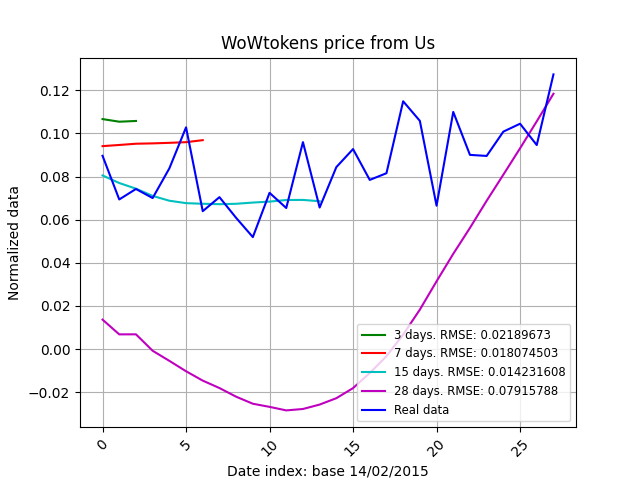 WoWtokens price from Us
Normalized data
0.12
0.10
0.08
0.06
0.04
0.02
0.00
−0.02
3 days. RMSE: 0.02189673
7 days. RMSE: 0.018074503
15 days. RMSE: 0.014231608
28 days. RMSE: 0.07915788
Real data
0
5
10
15
20
25
Date index: base 14/02/2015